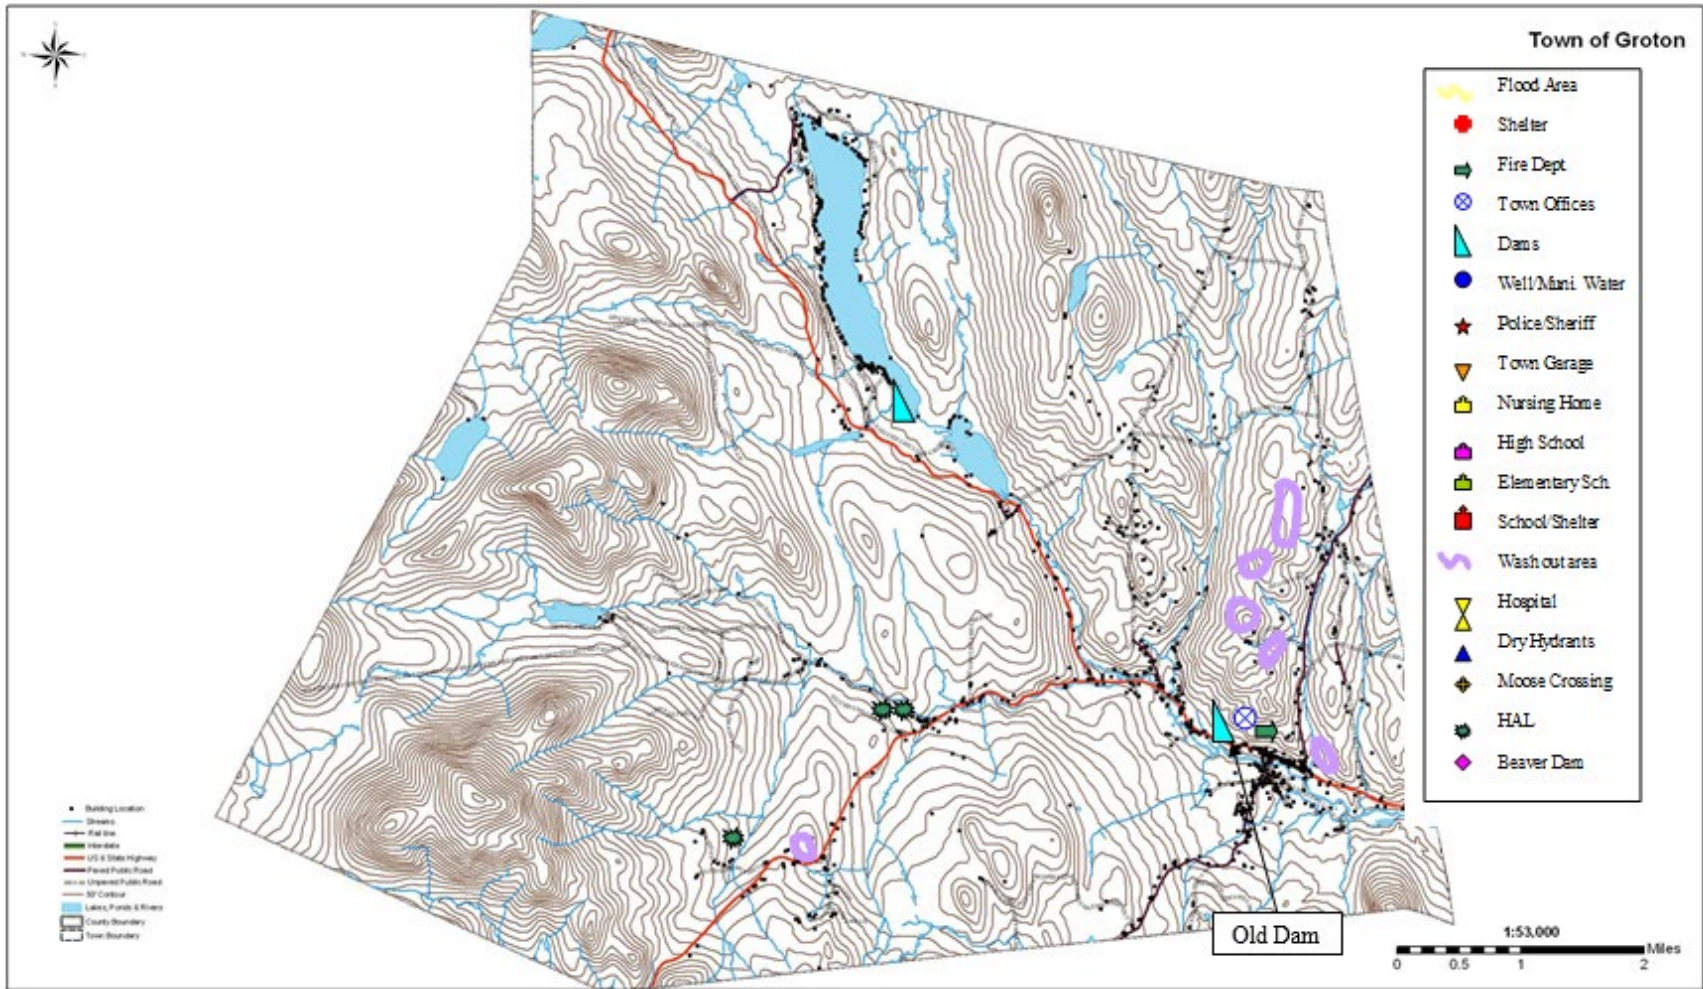 Town of Groton
Flood Area
Shelter
Fire Dept
Town Offices
Dams
Well/Muni. Water
Police/Sheriff
Town Garage
Nursing Home
High School
Elementary Sch
School/Shelter
Wash out area
Hospital
Dry Hydrants
Moose Crossing
HAL
Beaver Dam
Building Location
Streams
Rail line
Interstate
US & State Highway
Paved Public Road
Unpaved Public Road
50' Contour
Lakes, Ponds & Rivers
County Boundary
Town Boundary
Old Dam
1:53,000
Miles
0 0.5 1 2